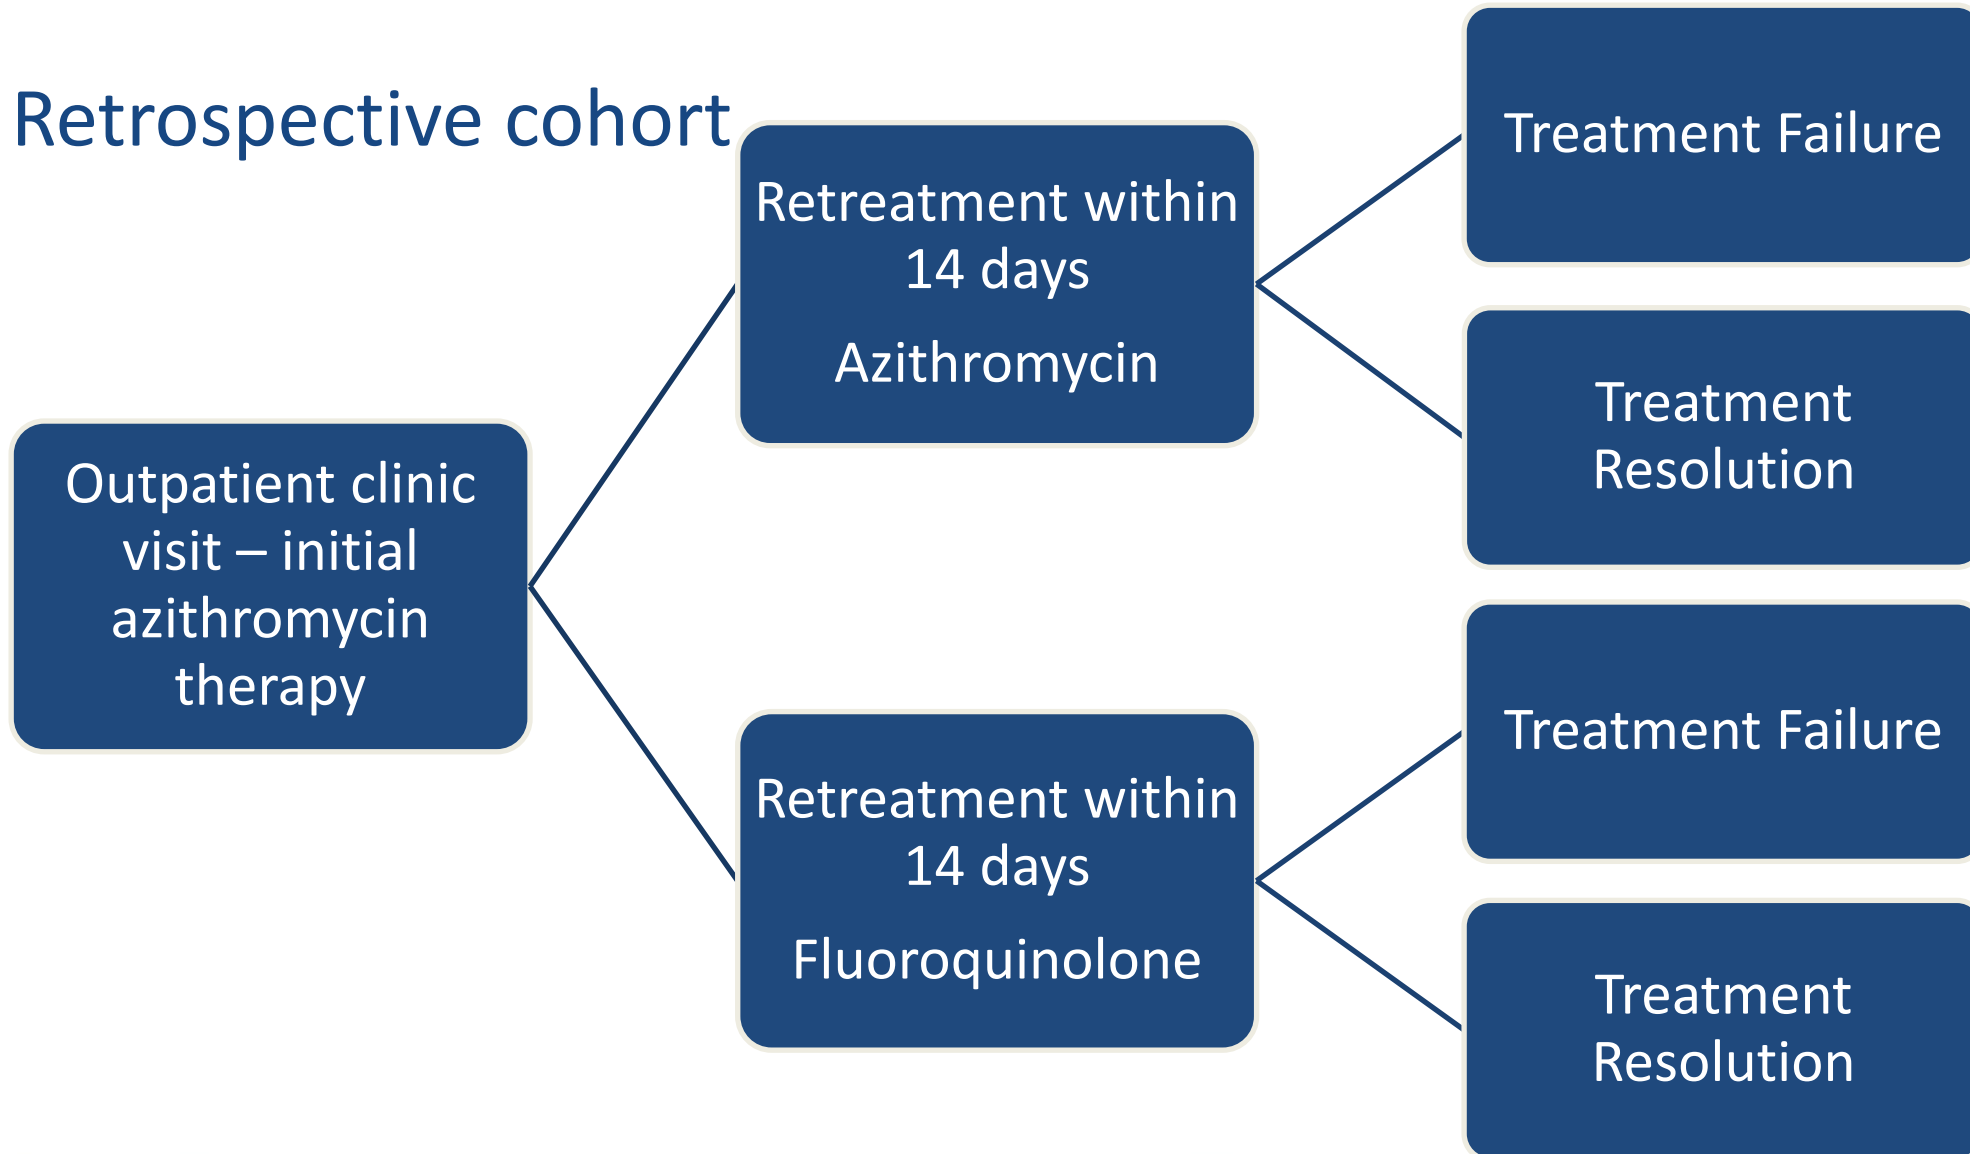 Retrospective cohort
Outpatient clinic
visit – initial
azithromycin
therapy
Retreatment within
14 days
Azithromycin
Treatment Failure
Treatment
Resolution
Retreatment within
14 days
Fluoroquinolone
Treatment Failure
Treatment
Resolution